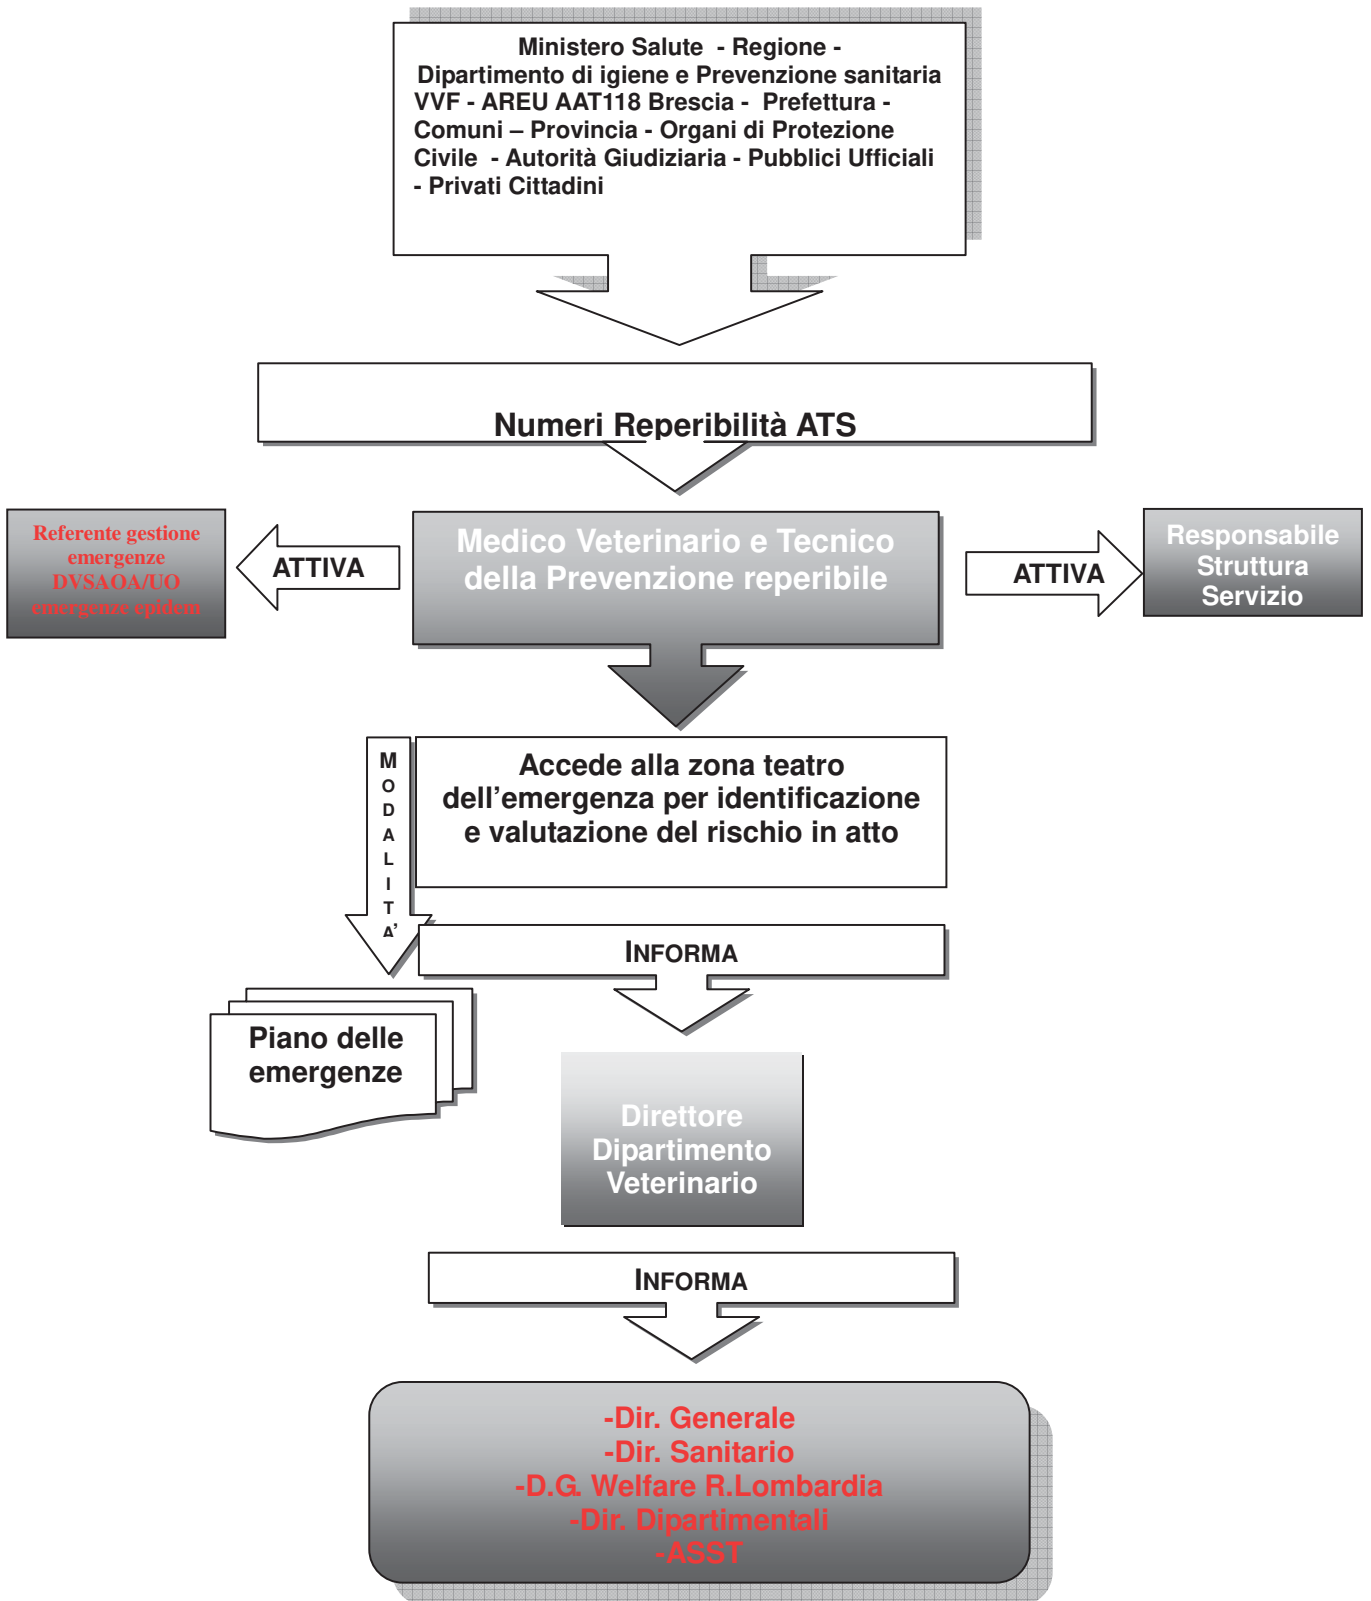 Ministero Salute - Regione -
Dipartimento di igiene e Prevenzione sanitaria
VVF - AREU AAT118 Brescia - Prefettura -
Comuni – Provincia - Organi di Protezione
Civile - Autorità Giudiziaria - Pubblici Ufficiali
- Privati Cittadini
Numeri Reperibilità ATS
Referente gestione
emergenze
DVSAOA/UO
emergenze epidem
ATTIVA
Medico Veterinario e Tecnico
della Prevenzione reperibile
ATTIVA
Responsabile
Struttura
Servizio
M
O
D
A
L
I
T
A'
Accede alla zona teatro
dell'emergenza per identificazione
e valutazione del rischio in atto
INFORMA
Piano delle
emergenze
Direttore
Dipartimento
Veterinario
INFORMA
-Dir. Generale
-Dir. Sanitario
-D.G. Welfare R.Lombardia
-Dir. Dipartimentali
-ASST